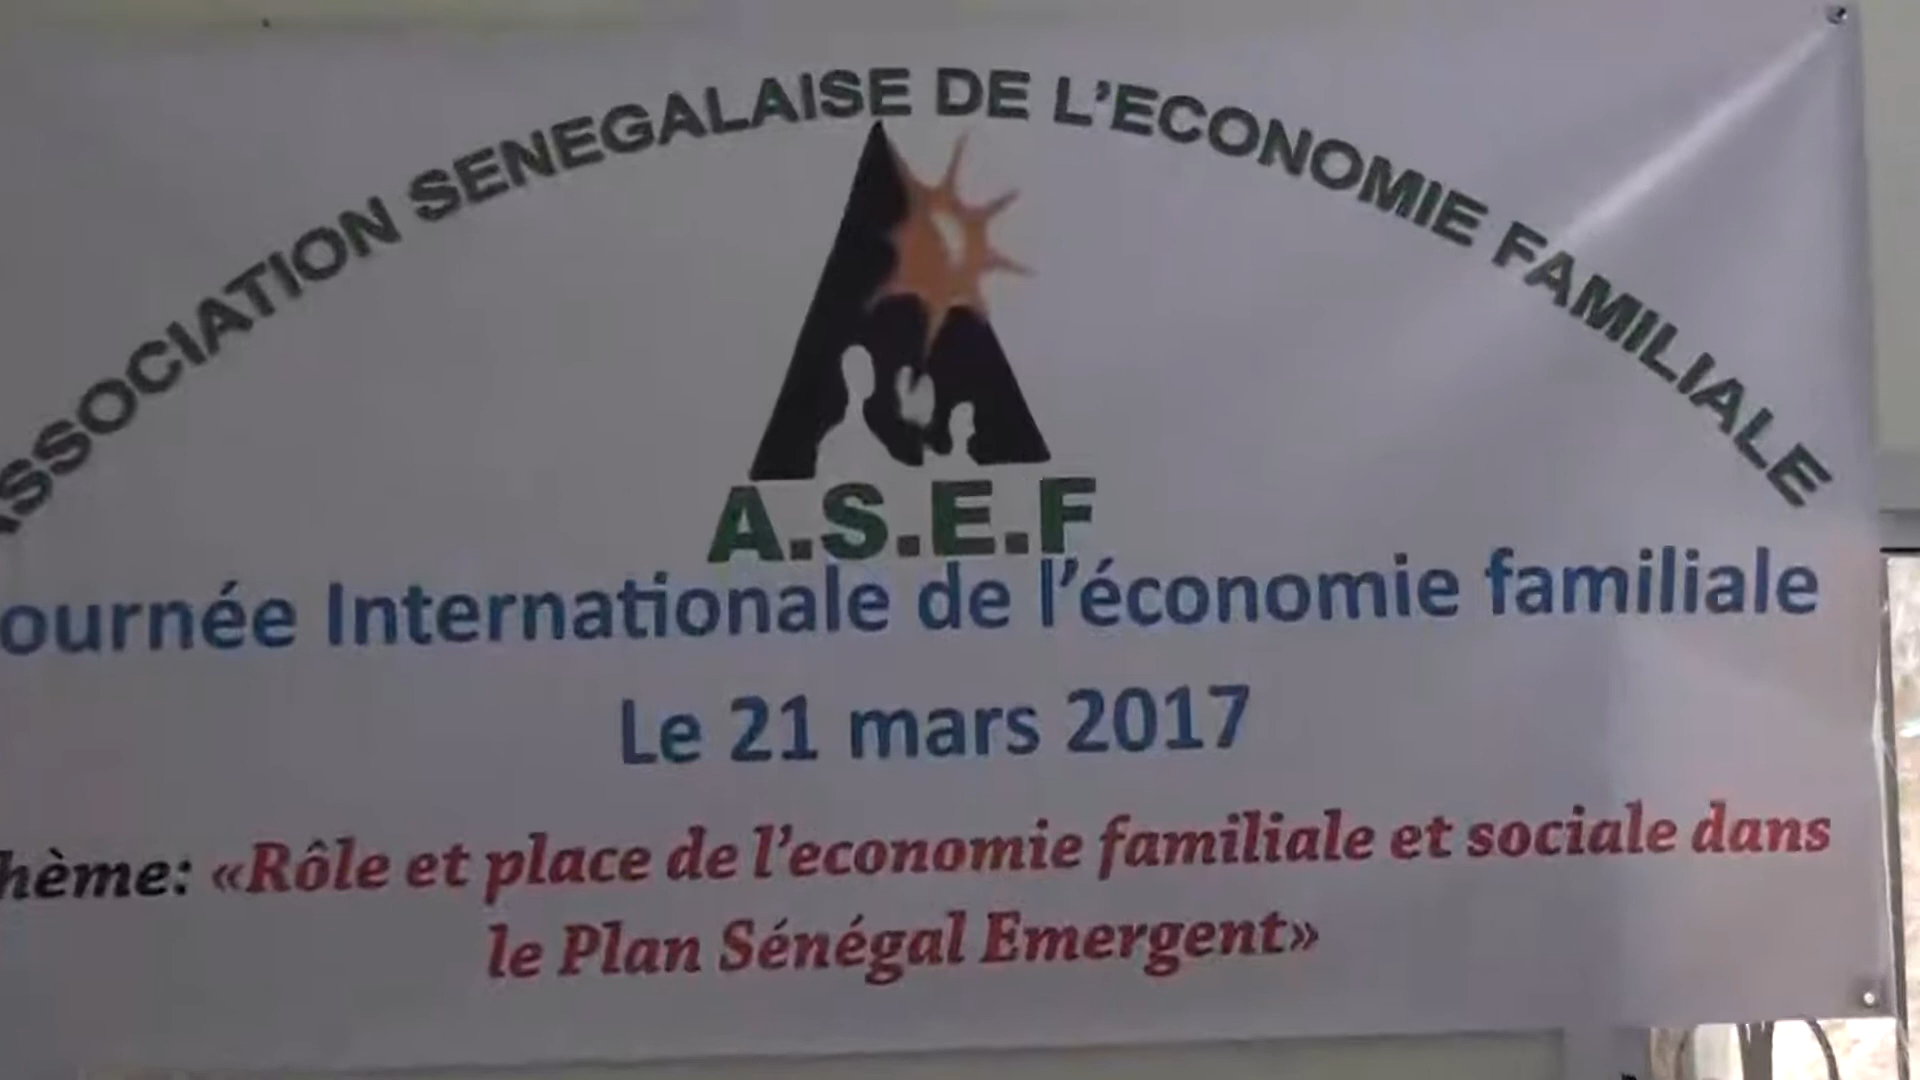 ASSOCIATION SENEGALAISE DE L'ECONOMIE FAMILIALE
A.S.E.F
ournée Internationale de l'économie familiale
Le 21 mars 2017
hème: «Rôle et place de l'economie familiale et sociale dans
le Plan Sénégal Emergent»